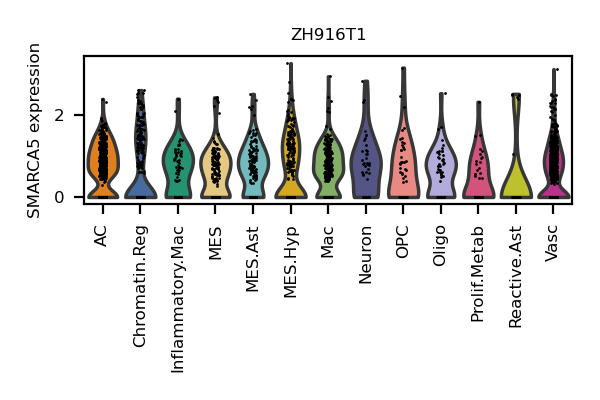 ZH916T1
SMARCA5 expression
2
0
AC
Chromatin.Reg
Inflammatory.Mac
MES
MES.Ast
MES.Hyp
Mac
Neuron
OPC
Oligo
Prolif.Metab
Reactive.Ast
Vasc